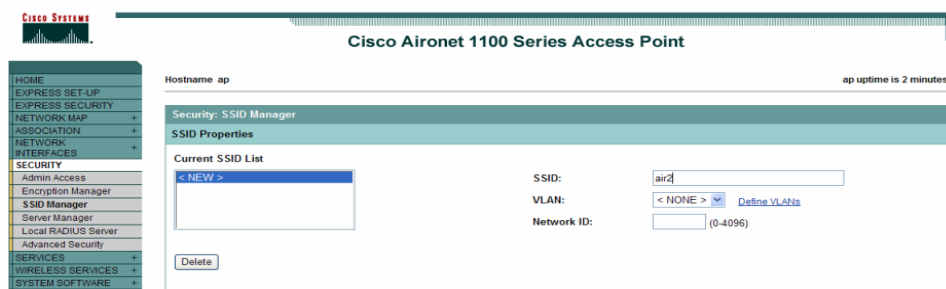 CISCO SYSTEMS
Cisco Aironet 1100 Series Access Point
HOME
EXPRESS SET-UP
EXPRESS SECURITY
NETWORK MAP +
ASSOCIATION +
NETWORK INTERFACES +
SECURITY
Admin Access
Encryption Manager
SSID Manager
Server Manager
Local RADIUS Server
Advanced Security
SERVICES +
WIRELESS SERVICES +
SYSTEM SOFTWARE +
Hostname ap
ap uptime is 2 minutes
Security: SSID Manager
SSID Properties
Current SSID List
< NEW >
Delete
SSID: air2
VLAN: < NONE > Define VLANs
Network ID: (0-4096)